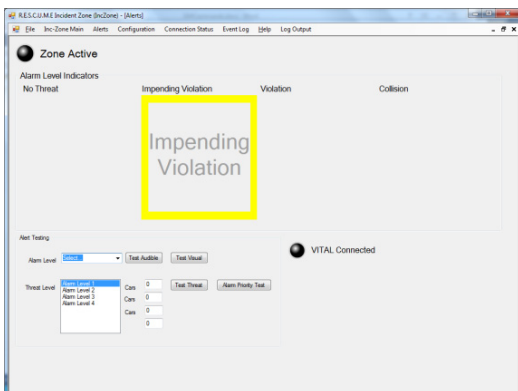 R.E.S.C.U.M.E Incident Zone (IncZone) - [Alerts]
File Inc-Zone Main Alerts Configuration Connection Status Event Log Help Log Output
Zone Active
Alarm Level Indicators
No Threat Impending Violation Violation Collision
Impending
Violation
Alert Testing
VITAL Connected
Alarm Level Select... Test Audible Test Visual
Threat Level Alarm Level 1 Cars 0 Test Threat Alarm Priority Test
Alarm Level 2
Alarm Level 3 Cars 0
Alarm Level 4
Cars 0
0